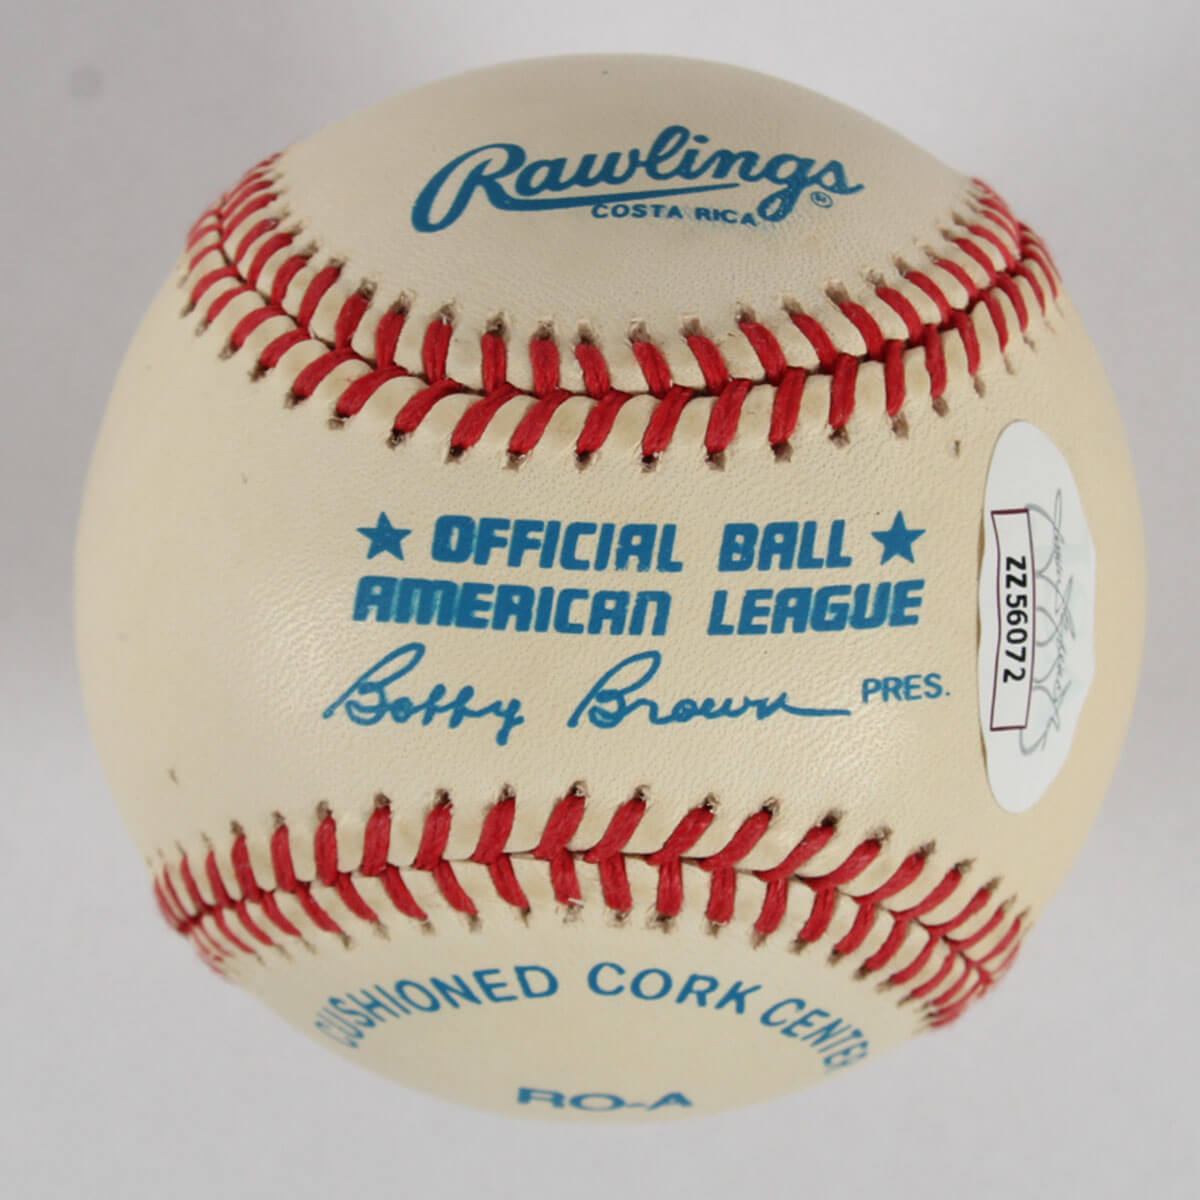 Rawlings®
COSTA RICA
★ OFFICIAL BALL ★
AMERICAN LEAGUE
Bobby Brown PRES.
ZZ56072
CUSHIONED CORK CENTER
RO-A